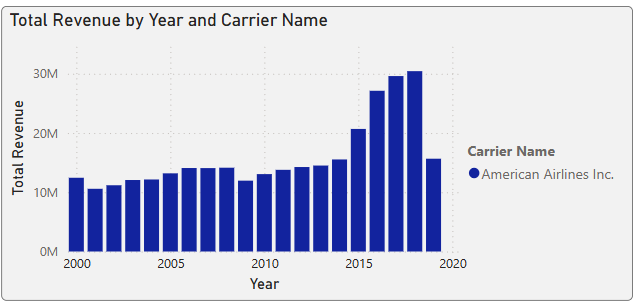 Total Revenue by Year and Carrier Name
30M
20M
10M
0M
Total Revenue
2000 2005 2010 2015 2020
Year
Carrier Name
American Airlines Inc.